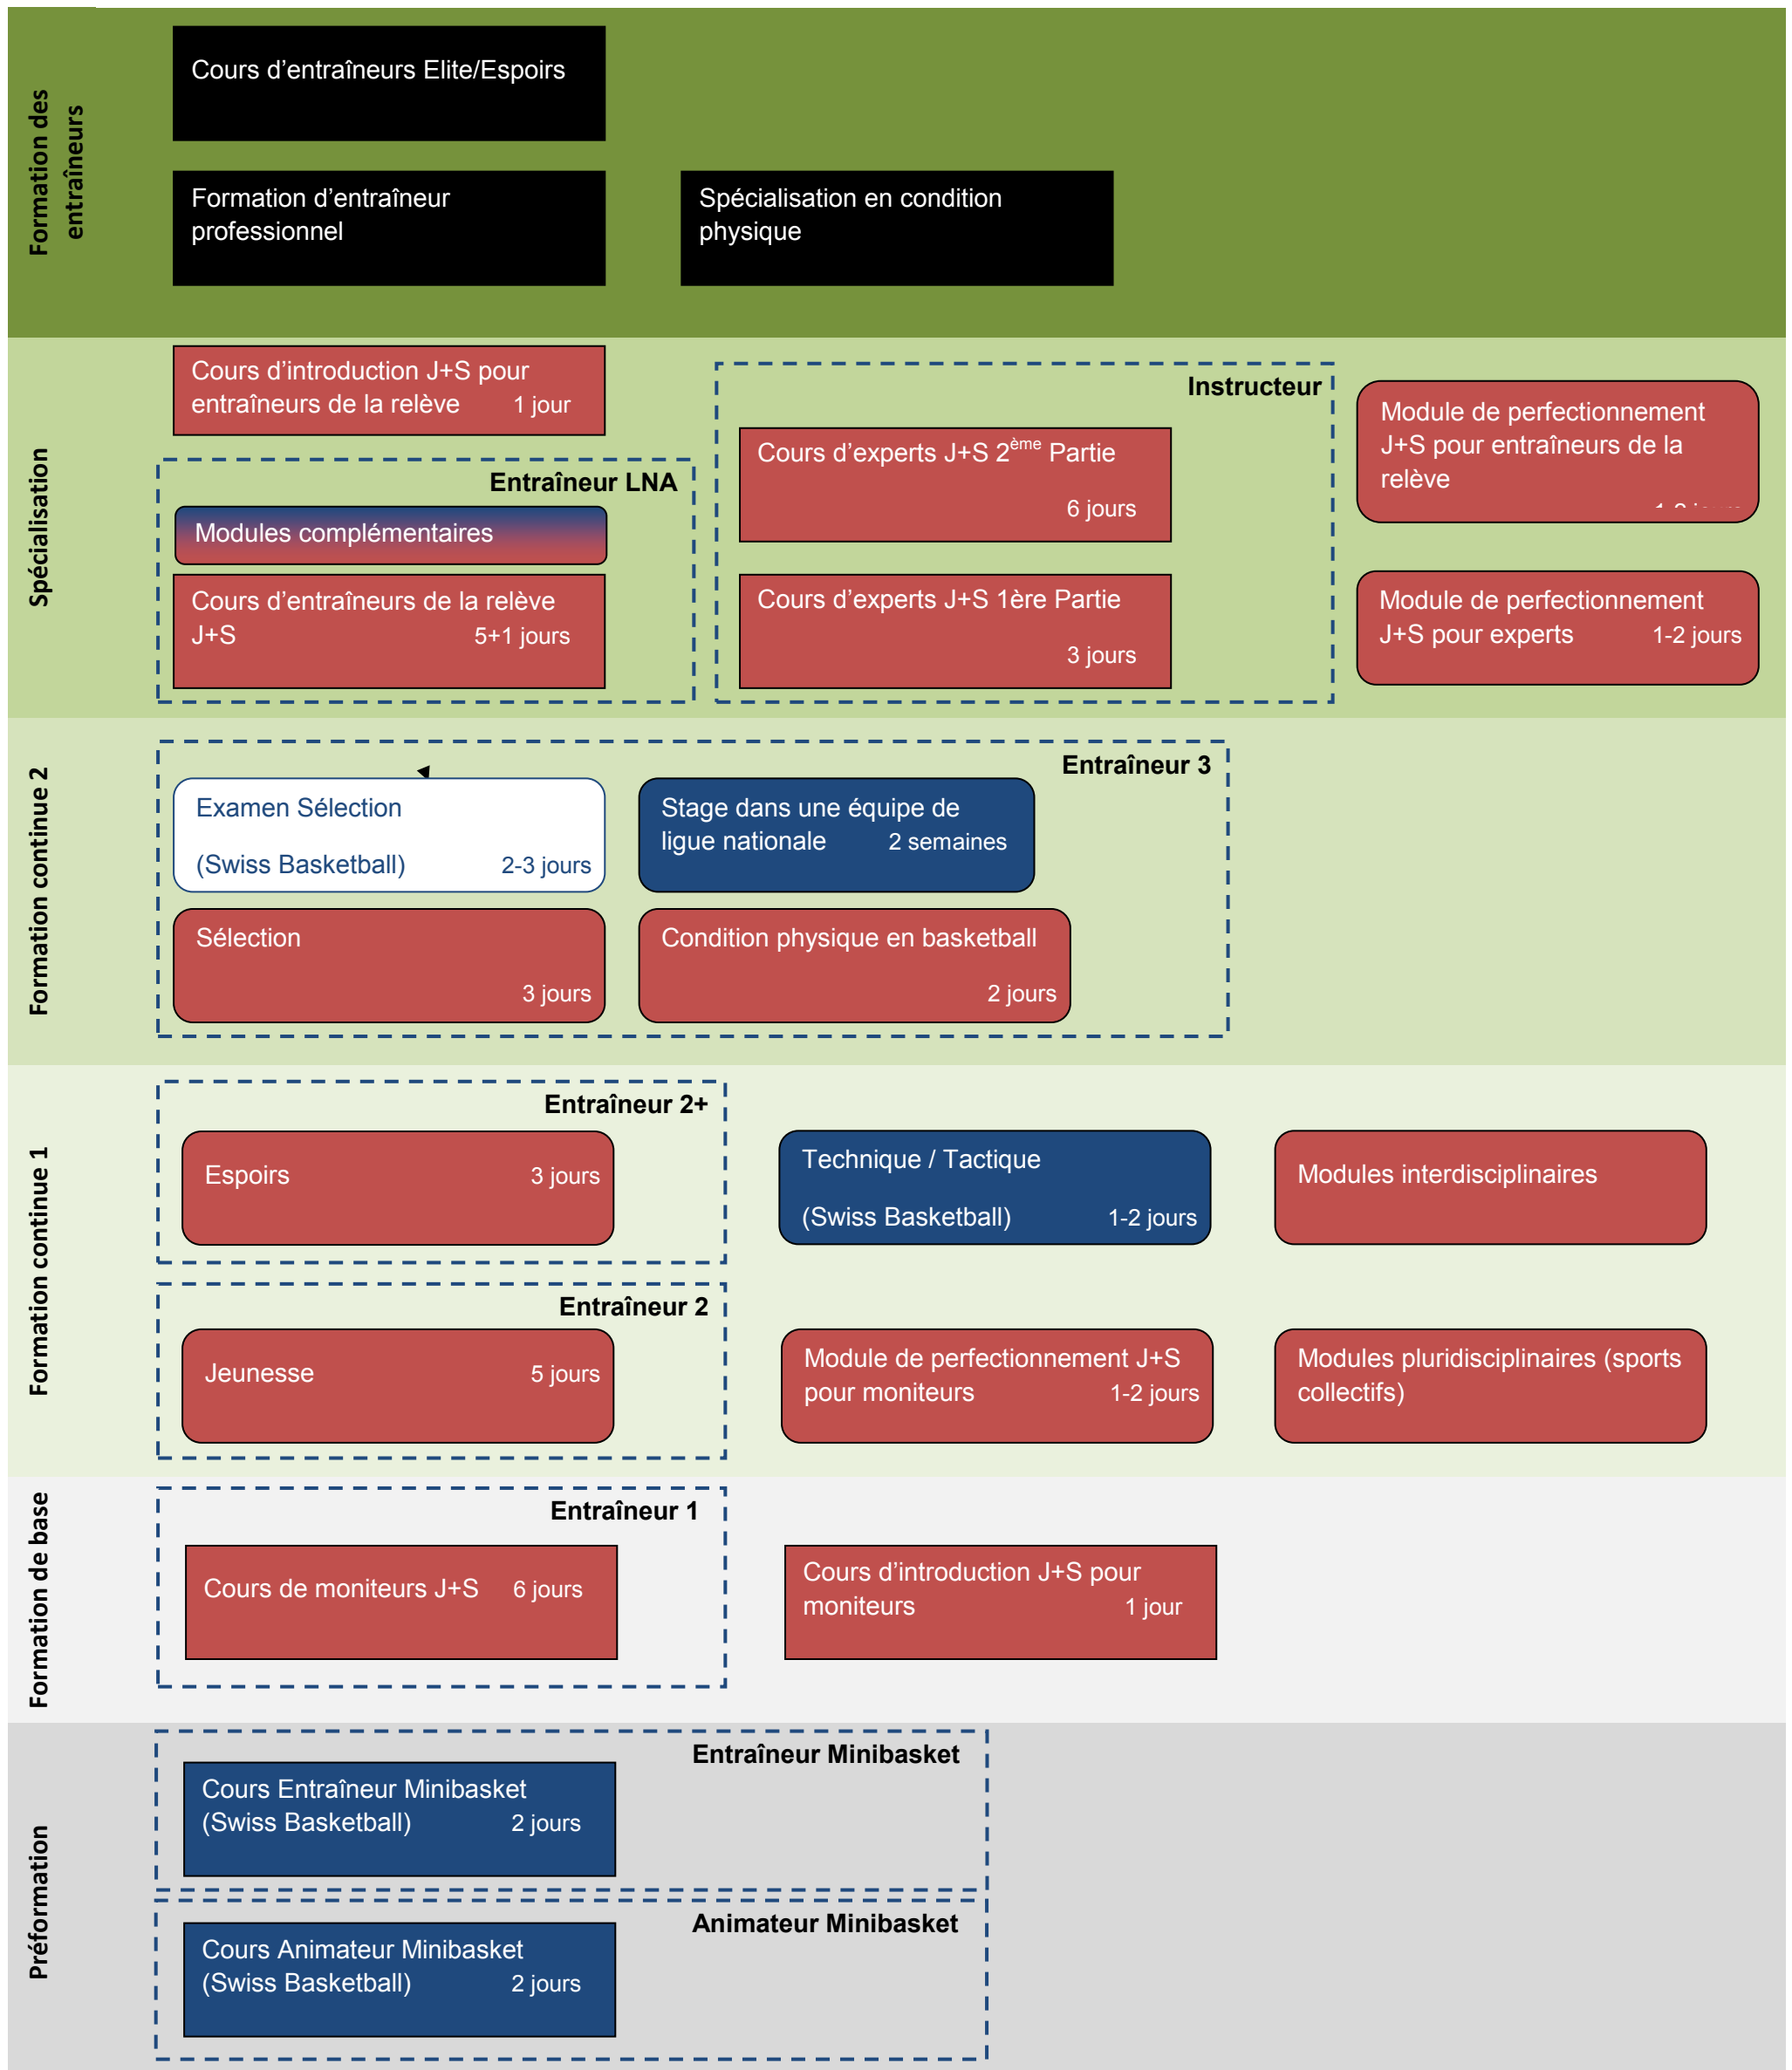 Formation des
entraîneurs
Cours d’entraîneurs Elite/Espoirs
Formation d’entraîneur
professionnel
Spécialisation en condition
physique
Spécialisation
Cours d’introduction J+S pour
entraîneurs de la relève 1 jour
Entraîneur LNA
Modules complémentaires
Cours d’entraîneurs de la relève
J+S 5+1 jours
Instructeur
Cours d’experts J+S 2ème Partie
6 jours
Cours d’experts J+S 1ère Partie
3 jours
Module de perfectionnement
J+S pour entraîneurs de la
relève
Module de perfectionnement
J+S pour experts 1-2 jours
Formation continue 2
Entraîneur 3
Examen Sélection
(Swiss Basketball) 2-3 jours
Stage dans une équipe de
ligue nationale 2 semaines
Sélection
3 jours
Condition physique en basketball
2 jours
Formation continue 1
Entraîneur 2+
Espoirs 3 jours
Technique / Tactique
(Swiss Basketball) 1-2 jours
Modules interdisciplinaires
Entraîneur 2
Jeunesse 5 jours
Module de perfectionnement J+S
pour moniteurs 1-2 jours
Modules pluridisciplinaires (sports
collectifs)
Formation de base
Entraîneur 1
Cours de moniteurs J+S 6 jours
Cours d’introduction J+S pour
moniteurs 1 jour
Préformation
Entraîneur Minibasket
Cours Entraîneur Minibasket
(Swiss Basketball) 2 jours
Animateur Minibasket
Cours Animateur Minibasket
(Swiss Basketball) 2 jours